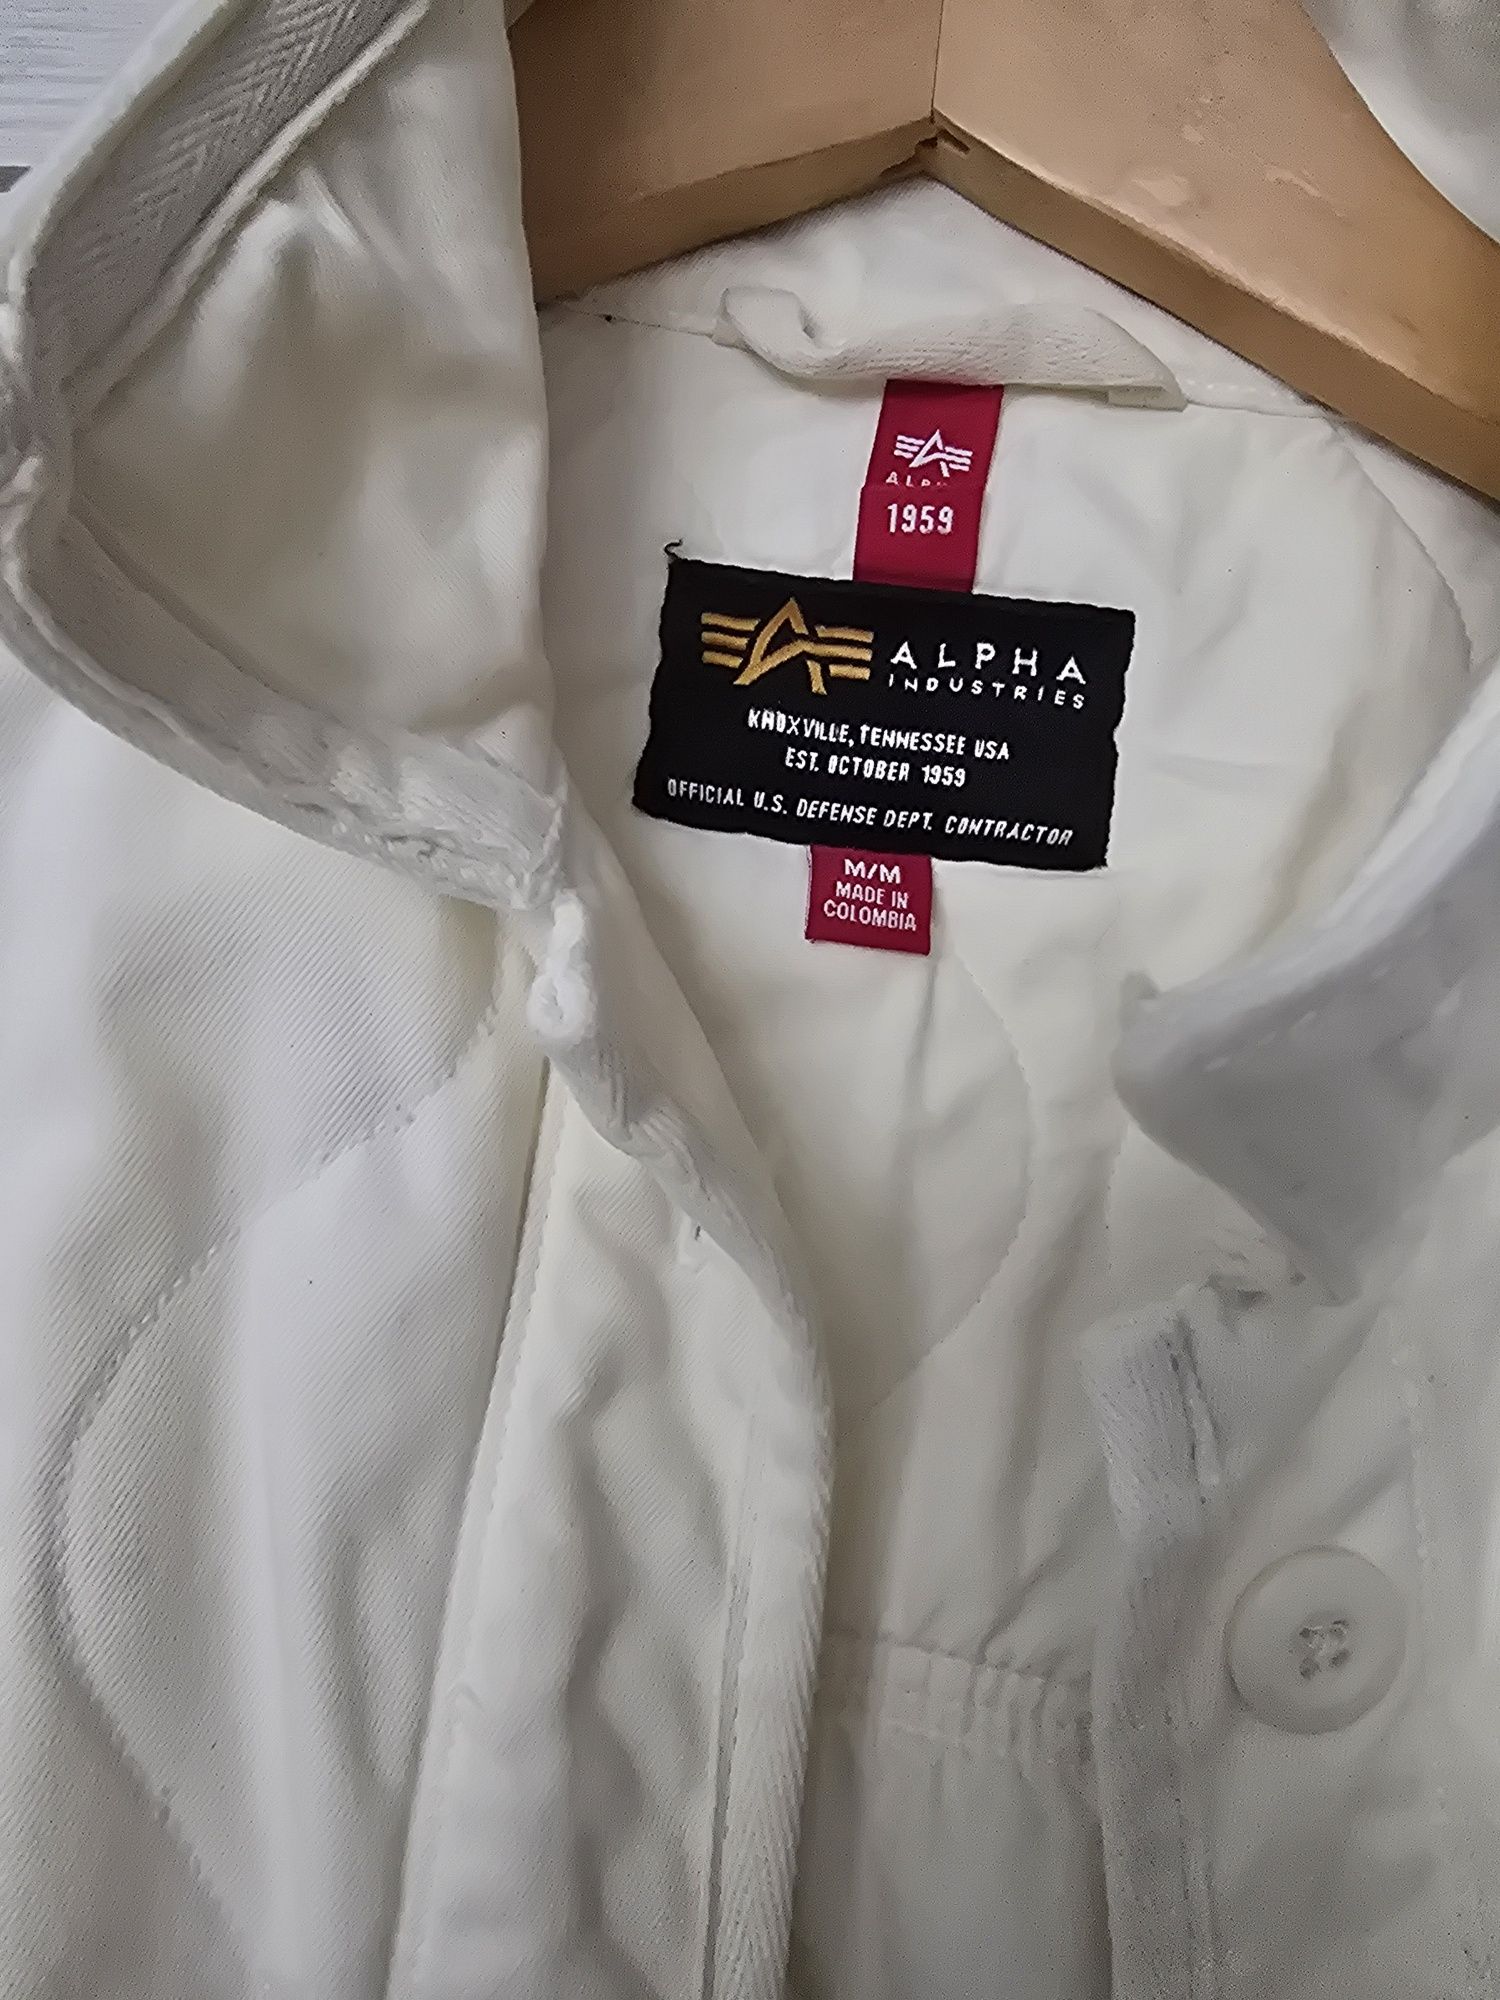 1959
ALPHA
INDUSTRIES
KNOXVILLE, TENNESSEE USA
EST. OCTOBER 1959
OFFICIAL U.S. DEFENSE DEPT. CONTRACTOR
M/M
MADE IN
COLOMBIA